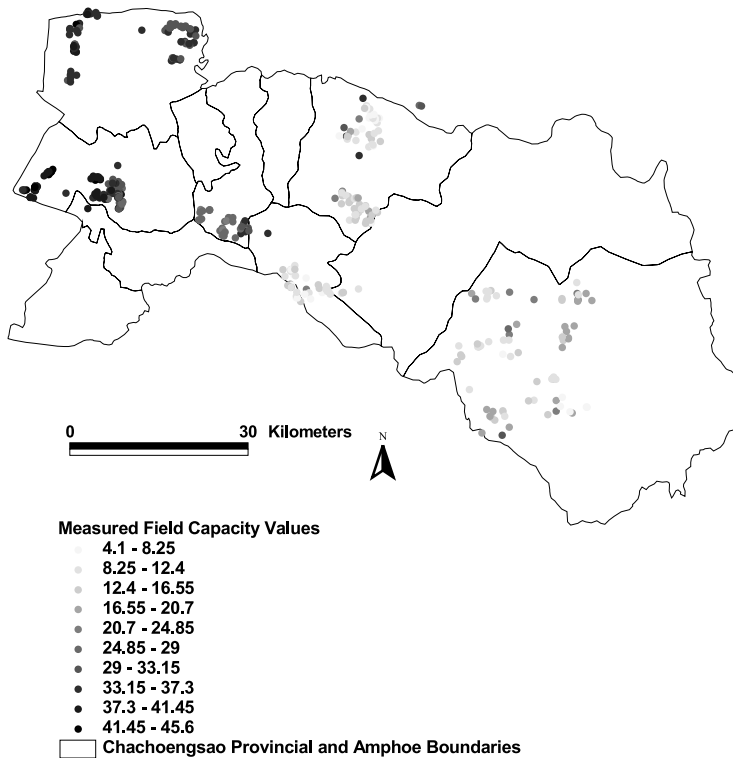 0 30 Kilometers
N
Measured Field Capacity Values
4.1 - 8.25
8.25 - 12.4
12.4 - 16.55
16.55 - 20.7
20.7 - 24.85
24.85 - 29
29 - 33.15
33.15 - 37.3
37.3 - 41.45
41.45 - 45.6
Chachoengsao Provincial and Amphoe Boundaries